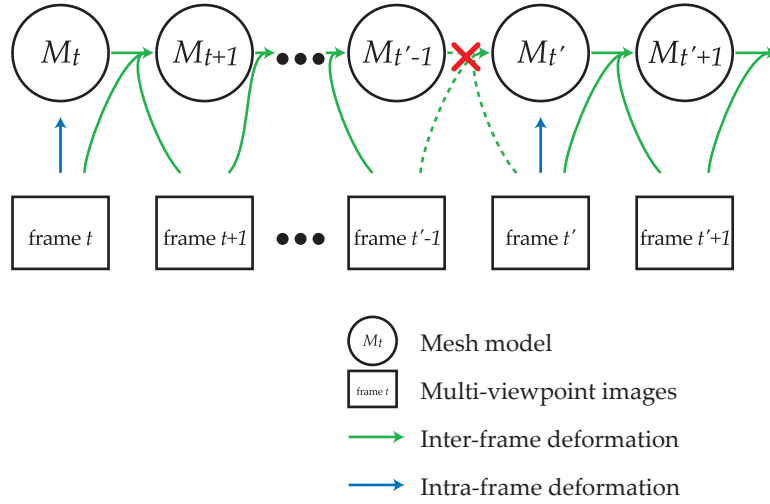 Mt Mt+1 ●●● Mt'-1 Mt' Mt'+1
frame t frame t+1 ●●● frame t'-1 frame t' frame t'+1
Mt Mesh model
frame t Multi-viewpoint images
Inter-frame deformation
Intra-frame deformation